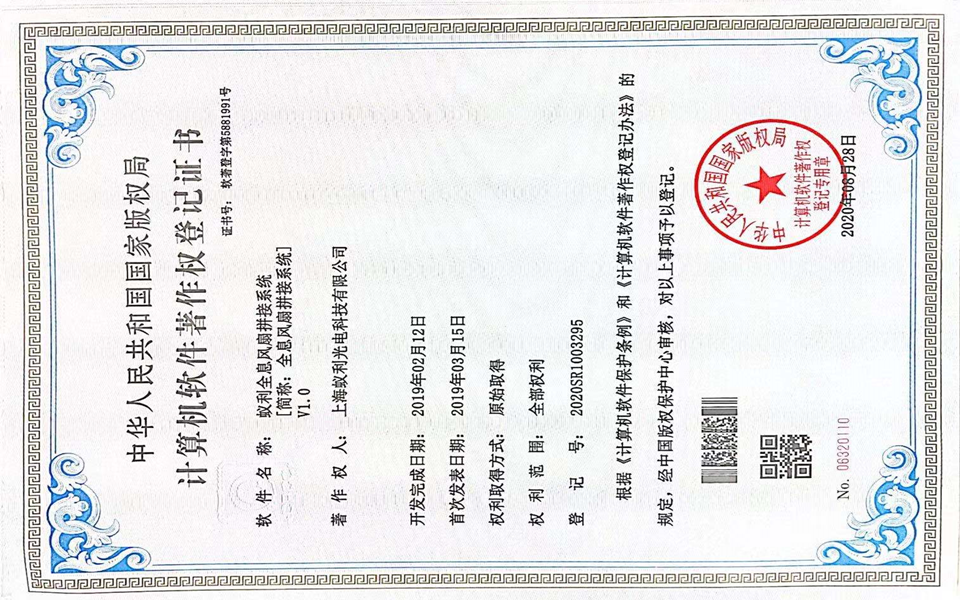 中华人民共和国国家版权局
计算机软件著作权登记证书
证书号： 软著登字第5881991号
软件名称： 蚁利全息风扇拼接系统
[简称：全息风扇拼接系统]
V1.0
著作权人： 上海蚁利光电科技有限公司
开发完成日期： 2019年02月12日
首次发表日期： 2019年03月15日
权利取得方式： 原始取得
权利范围： 全部权利
登记号： 2020SR1003295
根据《计算机软件保护条例》和《计算机软件著作权登记办法》的
规定，经中国版权保护中心审核，对以上事项予以登记。
中华人民共和国国家版权局
计算机软件著作权
登记专用章
No. 06320110
2020年08月28日